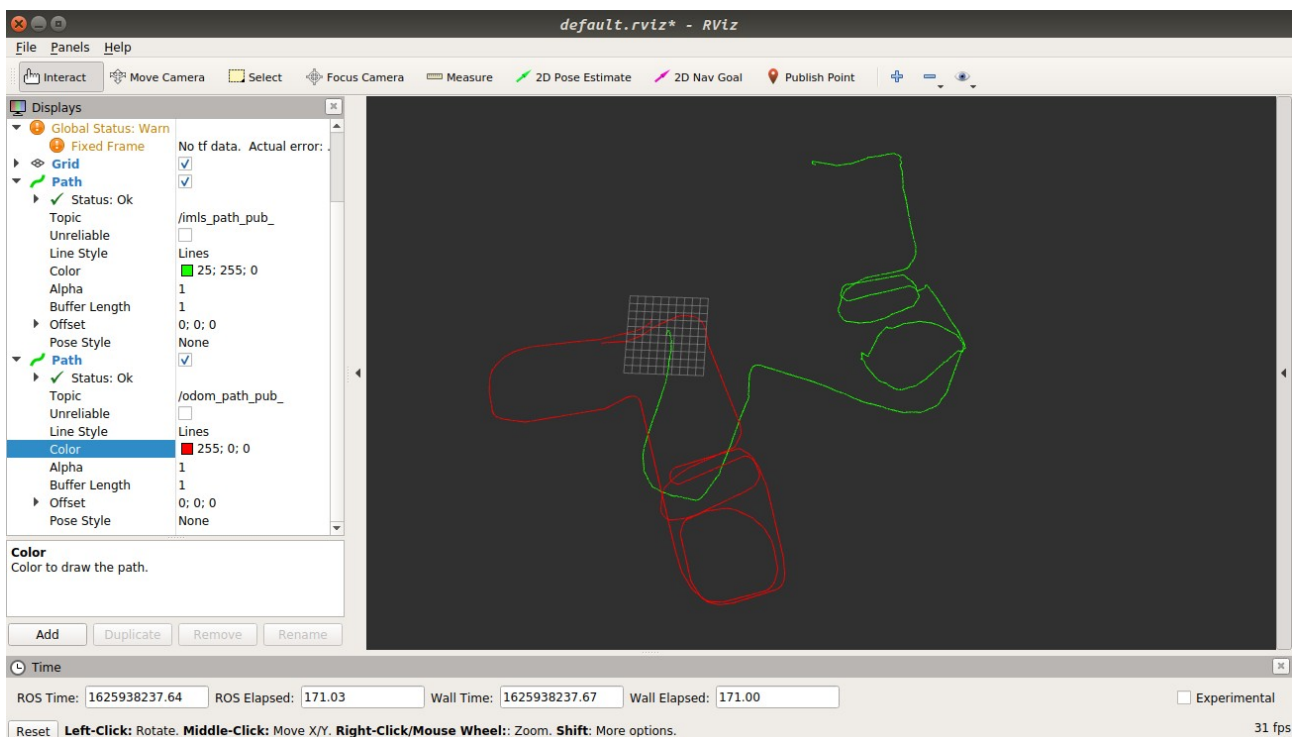 default.rviz* - RViz
File Panels Help
Interact Move Camera Select Focus Camera Measure 2D Pose Estimate 2D Nav Goal Publish Point
Displays
Global Status: Warn
Fixed Frame No tf data. Actual error: .
Grid
Path
Status: Ok
Topic /imls_path_pub_
Unreliable
Line Style Lines
Color 25; 255; 0
Alpha 1
Buffer Length 1
Offset 0; 0; 0
Pose Style None
Path
Status: Ok
Topic /odom_path_pub_
Unreliable
Line Style Lines
Color 255; 0; 0
Alpha 1
Buffer Length 1
Offset 0; 0; 0
Pose Style None
Color
Color to draw the path.
Add Duplicate Remove Rename
Time
ROS Time: 1625938237.64 ROS Elapsed: 171.03 Wall Time: 1625938237.67 Wall Elapsed: 171.00 Experimental
Reset Left-Click: Rotate. Middle-Click: Move X/Y. Right-Click/Mouse Wheel:: Zoom. Shift: More options. 31 fps